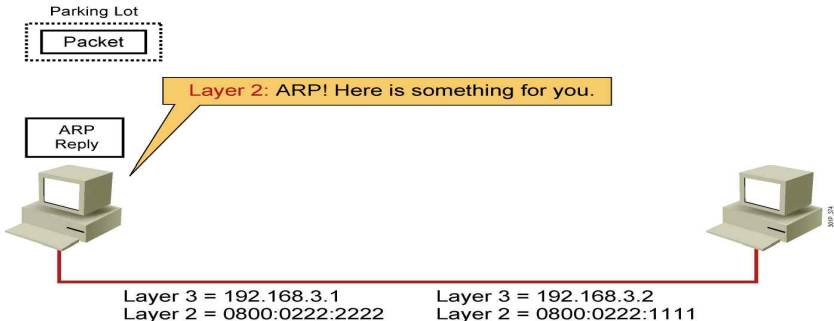 Parking Lot
Packet
Layer 2: ARP! Here is something for you.
ARP
Reply
301P_374
Layer 3 = 192.168.3.1
Layer 2 = 0800:0222:2222
Layer 3 = 192.168.3.2
Layer 2 = 0800:0222:1111